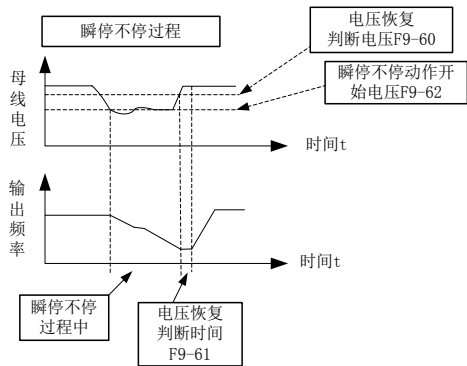 瞬停不停过程
电压恢复
判断电压F9-60
瞬停不停动作开
始电压F9-62
母线电压
时间t
输出频率
时间t
瞬停不停
过程中
电压恢复
判断时间
F9-61